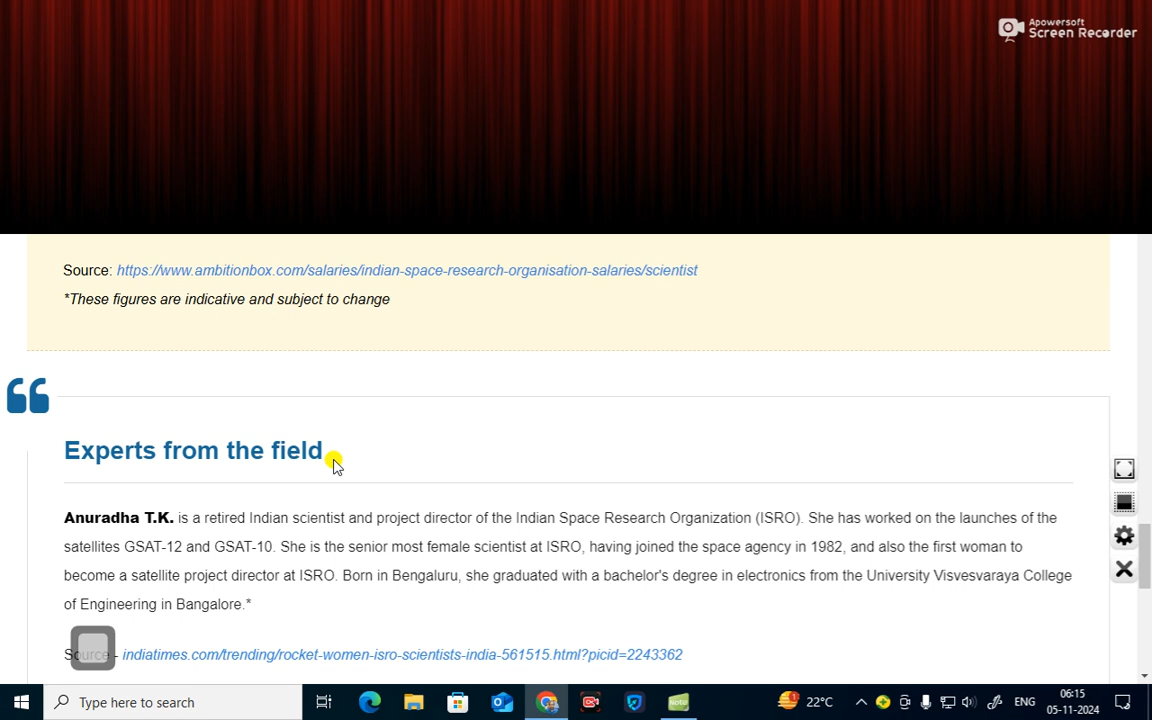 Apowersoft
Screen Recorder
Source: https://www.ambitionbox.com/salaries/indian-space-research-organisation-salaries/scientist
*These figures are indicative and subject to change
Experts from the field
Anuradha T.K. is a retired Indian scientist and project director of the Indian Space Research Organization (ISRO). She has worked on the launches of the
satellites GSAT-12 and GSAT-10. She is the senior most female scientist at ISRO, having joined the space agency in 1982, and also the first woman to
become a satellite project director at ISRO. Born in Bengaluru, she graduated with a bachelor's degree in electronics from the University Visvesvaraya College
of Engineering in Bangalore.*
Source - indiatimes.com/trending/rocket-women-isro-scientists-india-561515.html?picid=2243362
Type here to search
1
Note
22°C
ENG
06:15
05-11-2024